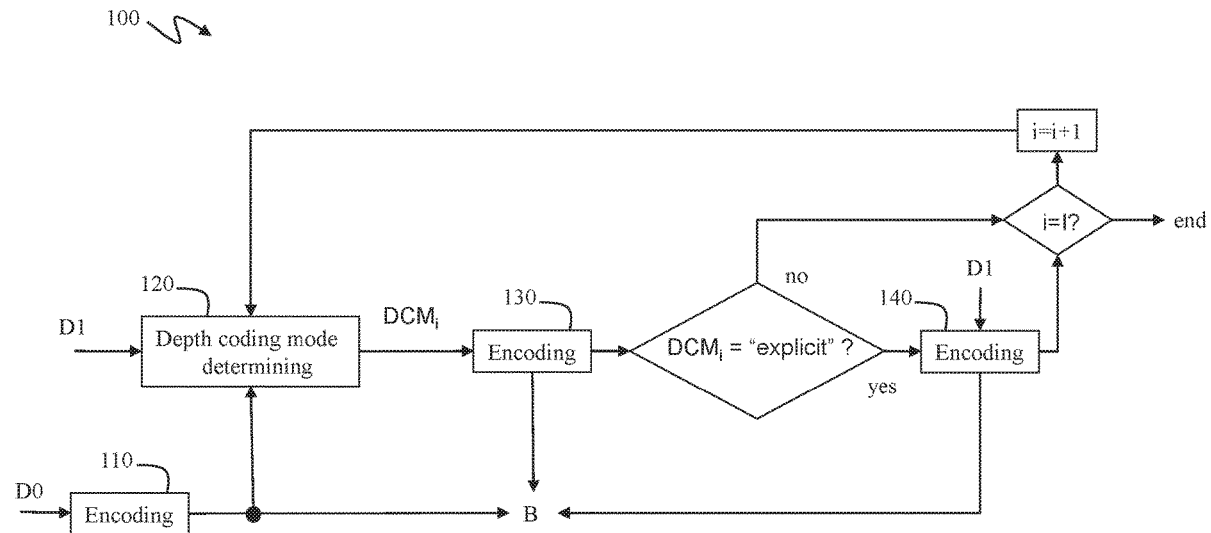 100
i=i+1
i=I?
end
no
D1
120
130
140
D1
Depth coding mode
determining
DCMi
Encoding
DCMi = “explicit” ?
Encoding
yes
110
D0
Encoding
B